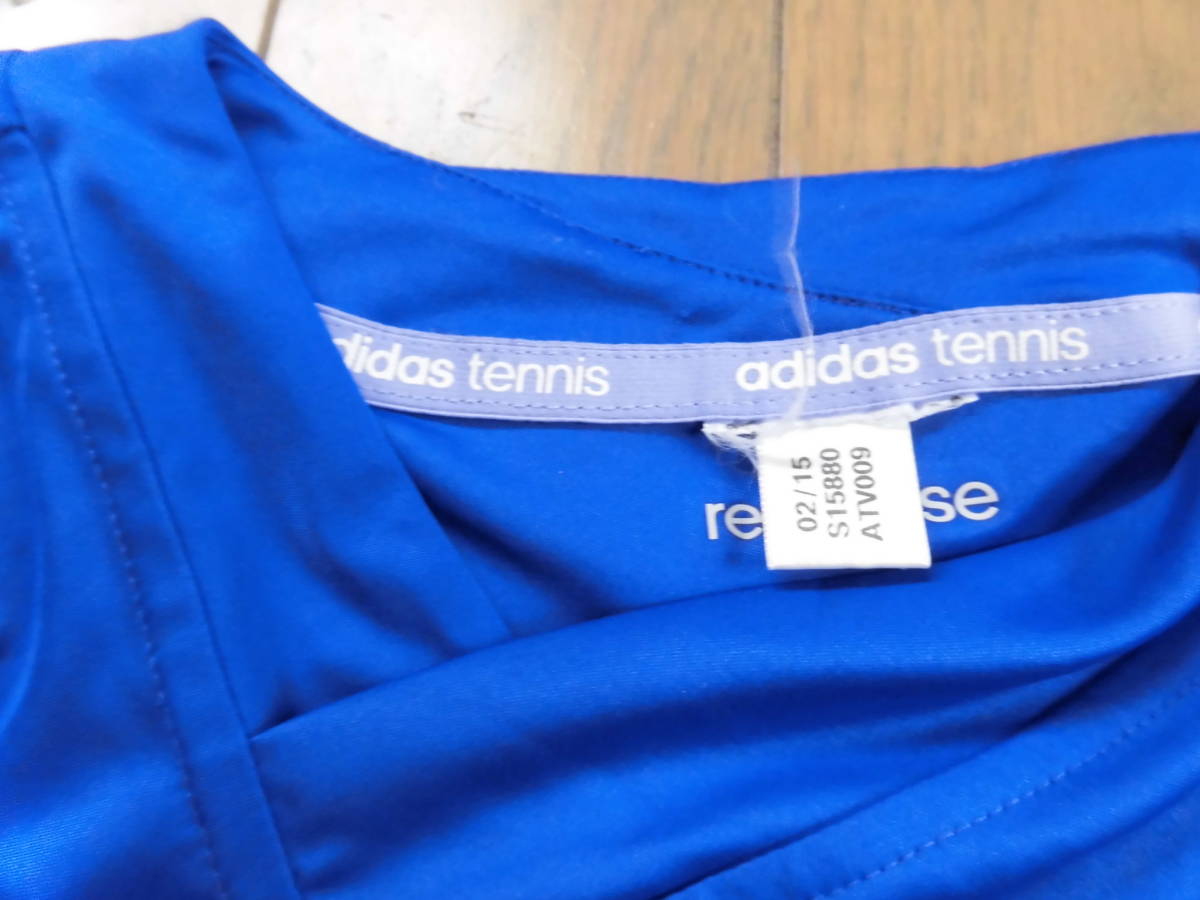 adidas tennis adidas tennis
02/15
S15880
ATV009